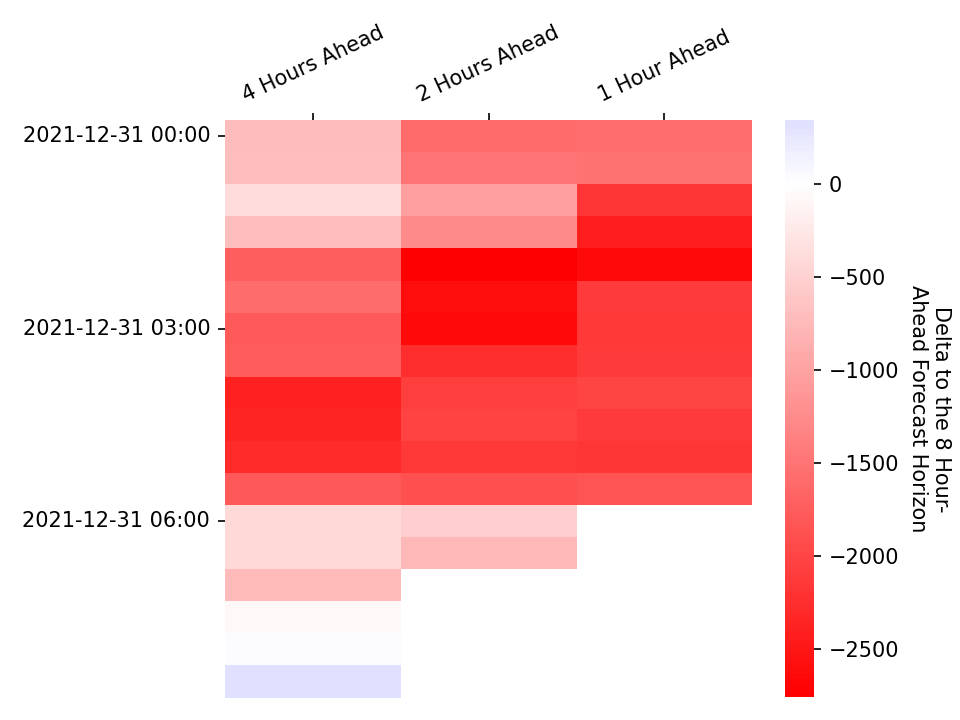 4 Hours Ahead
2 Hours Ahead
1 Hour Ahead
2021-12-31 00:00
2021-12-31 03:00
2021-12-31 06:00
0
−500
−1000
−1500
−2000
−2500
Delta to the 8 Hour-
Ahead Forecast Horizon